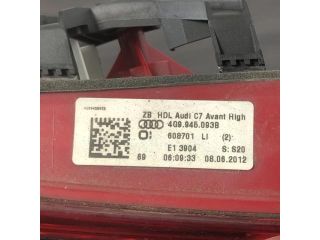 ZB HDL Audi C7 Avant High
4G9.945.093B
608701 LI (2):
E1 3904 S: S20
69 06:09:33 08.06.2012